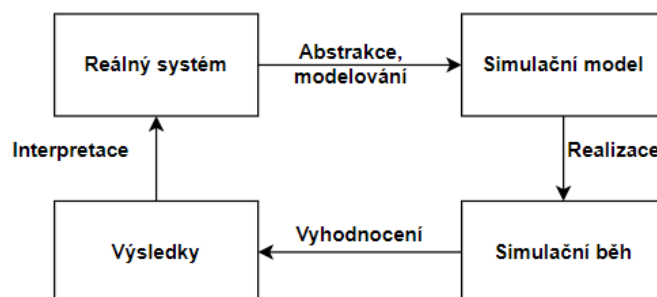 Reálný systém
Abstrakce,
modelování
Simulační model
Interpretace
Realizace
Výsledky
Vyhodnocení
Simulační běh